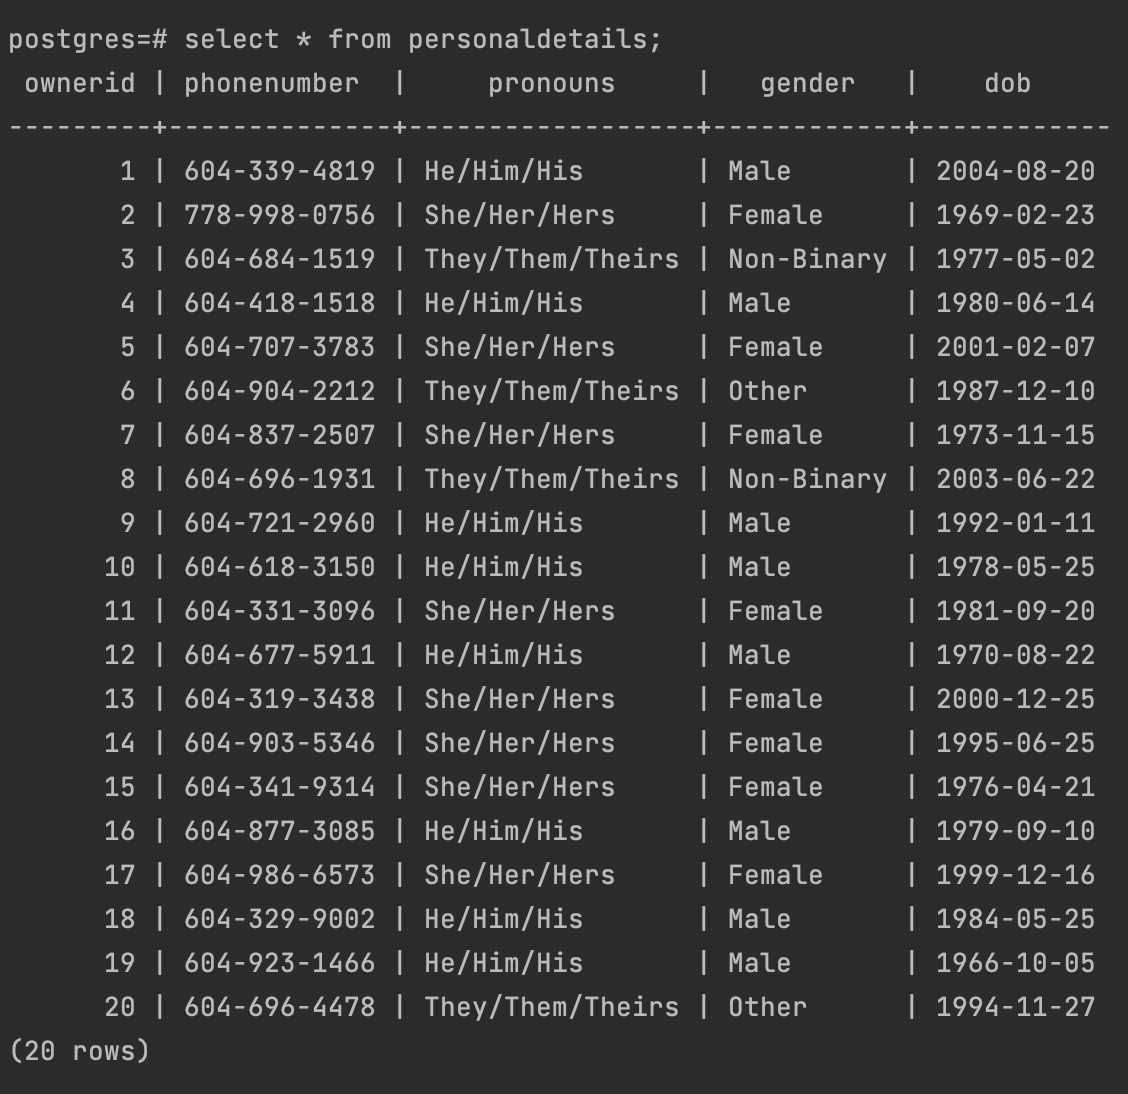 postgres=# select * from personaldetails;
 ownerid | phonenumber  |     pronouns     |   gender   |    dob
---------+--------------+------------------+------------+------------
       1 | 604-339-4819 | He/Him/His       | Male       | 2004-08-20
       2 | 778-998-0756 | She/Her/Hers     | Female     | 1969-02-23
       3 | 604-684-1519 | They/Them/Theirs | Non-Binary | 1977-05-02
       4 | 604-418-1518 | He/Him/His       | Male       | 1980-06-14
       5 | 604-707-3783 | She/Her/Hers     | Female     | 2001-02-07
       6 | 604-904-2212 | They/Them/Theirs | Other      | 1987-12-10
       7 | 604-837-2507 | She/Her/Hers     | Female     | 1973-11-15
       8 | 604-696-1931 | They/Them/Theirs | Non-Binary | 2003-06-22
       9 | 604-721-2960 | He/Him/His       | Male       | 1992-01-11
      10 | 604-618-3150 | He/Him/His       | Male       | 1978-05-25
      11 | 604-331-3096 | She/Her/Hers     | Female     | 1981-09-20
      12 | 604-677-5911 | He/Him/His       | Male       | 1970-08-22
      13 | 604-319-3438 | She/Her/Hers     | Female     | 2000-12-25
      14 | 604-903-5346 | She/Her/Hers     | Female     | 1995-06-25
      15 | 604-341-9314 | She/Her/Hers     | Female     | 1976-04-21
      16 | 604-877-3085 | He/Him/His       | Male       | 1979-09-10
      17 | 604-986-6573 | She/Her/Hers     | Female     | 1999-12-16
      18 | 604-329-9002 | He/Him/His       | Male       | 1984-05-25
      19 | 604-923-1466 | He/Him/His       | Male       | 1966-10-05
      20 | 604-696-4478 | They/Them/Theirs | Other      | 1994-11-27
(20 rows)